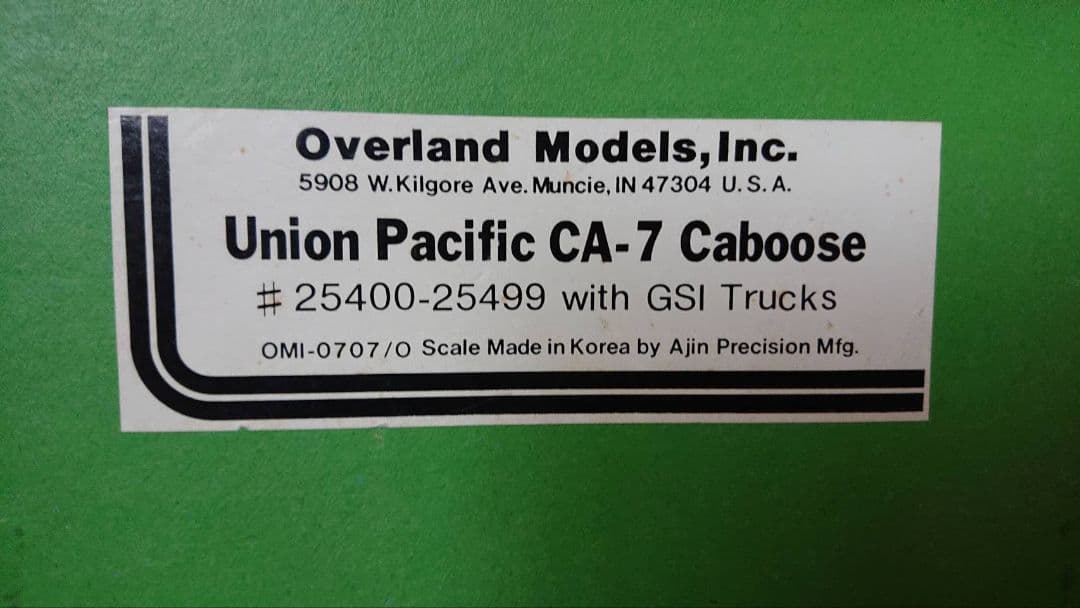 Overland Models, Inc.
5908 W. Kilgore Ave. Muncie, IN 47304 U.S.A.
Union Pacific CA-7 Caboose
# 25400-25499 with GSI Trucks
OMI-0707/O Scale Made in Korea by Ajin Precision Mfg.